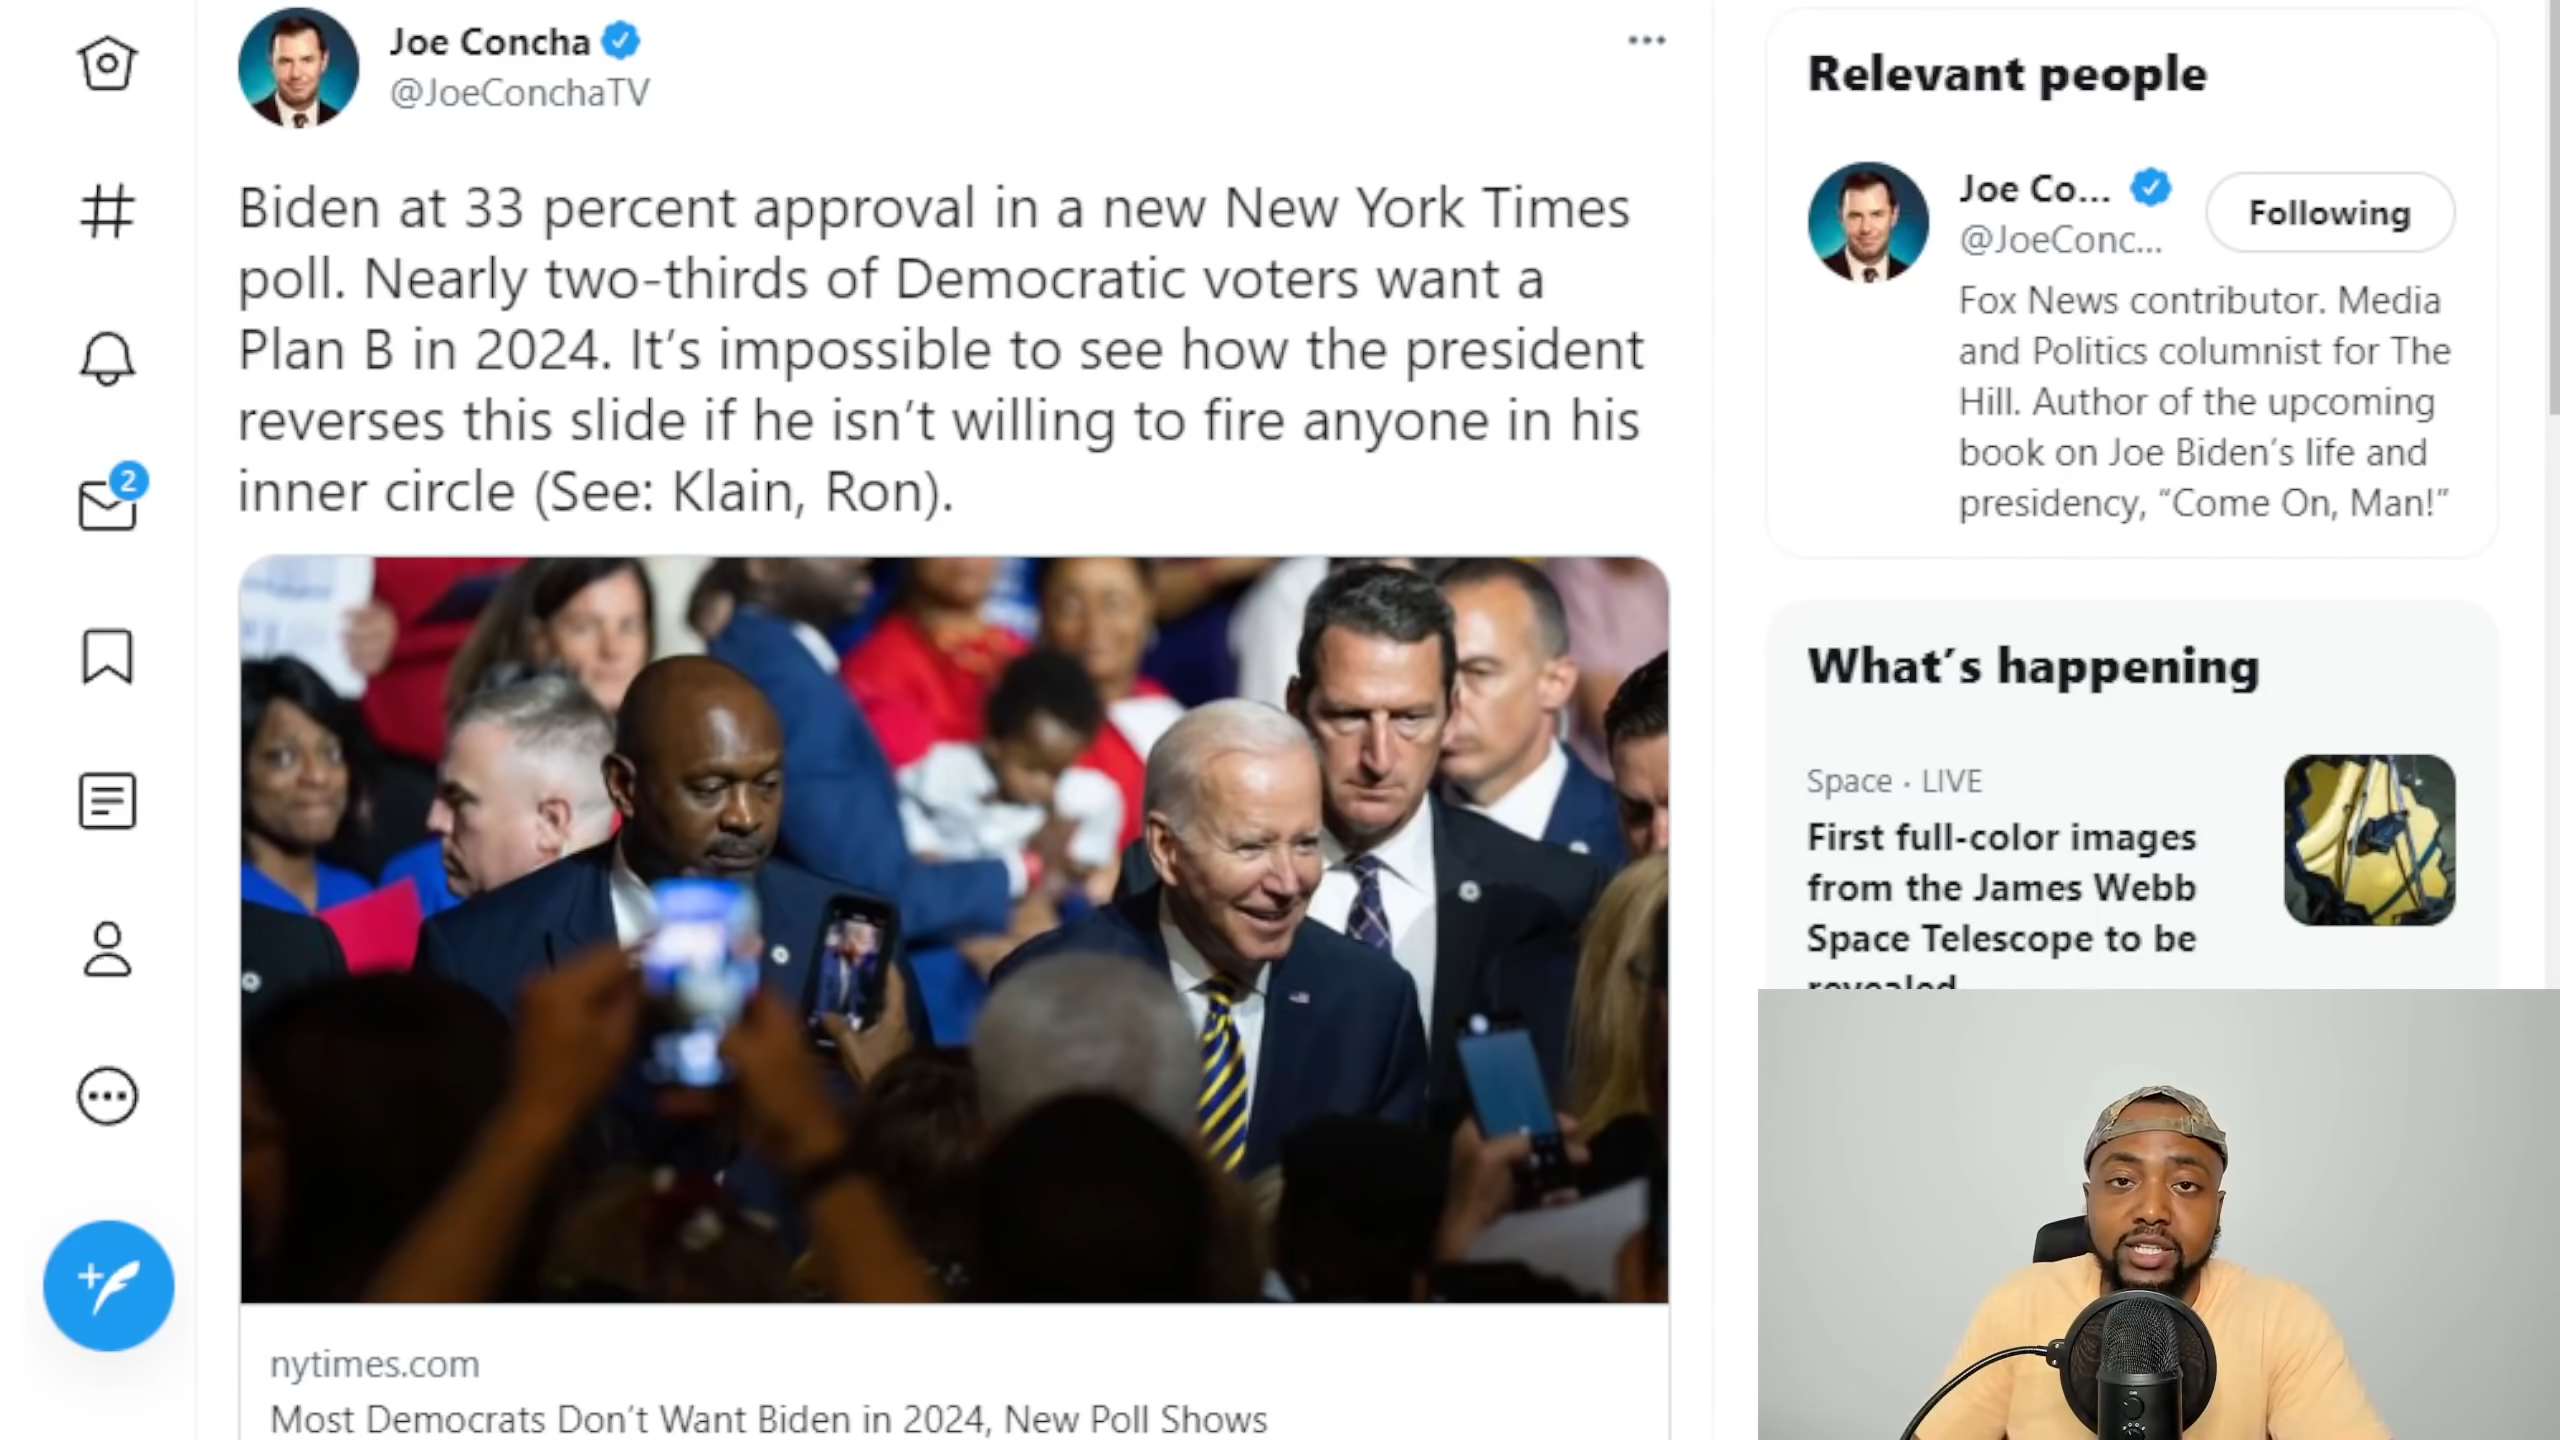 Joe Concha
@JoeConchaTV
Biden at 33 percent approval in a new New York Times
poll. Nearly two-thirds of Democratic voters want a
Plan B in 2024. It’s impossible to see how the president
reverses this slide if he isn’t willing to fire anyone in his
inner circle (See: Klain, Ron).
nytimes.com
Most Democrats Don’t Want Biden in 2024, New Poll Shows
2
Relevant people
Joe Co...
@JoeConc...
Following
Fox News contributor. Media
and Politics columnist for The
Hill. Author of the upcoming
book on Joe Biden’s life and
presidency, “Come On, Man!”
What’s happening
Space · LIVE
First full-color images
from the James Webb
Space Telescope to be
revealed